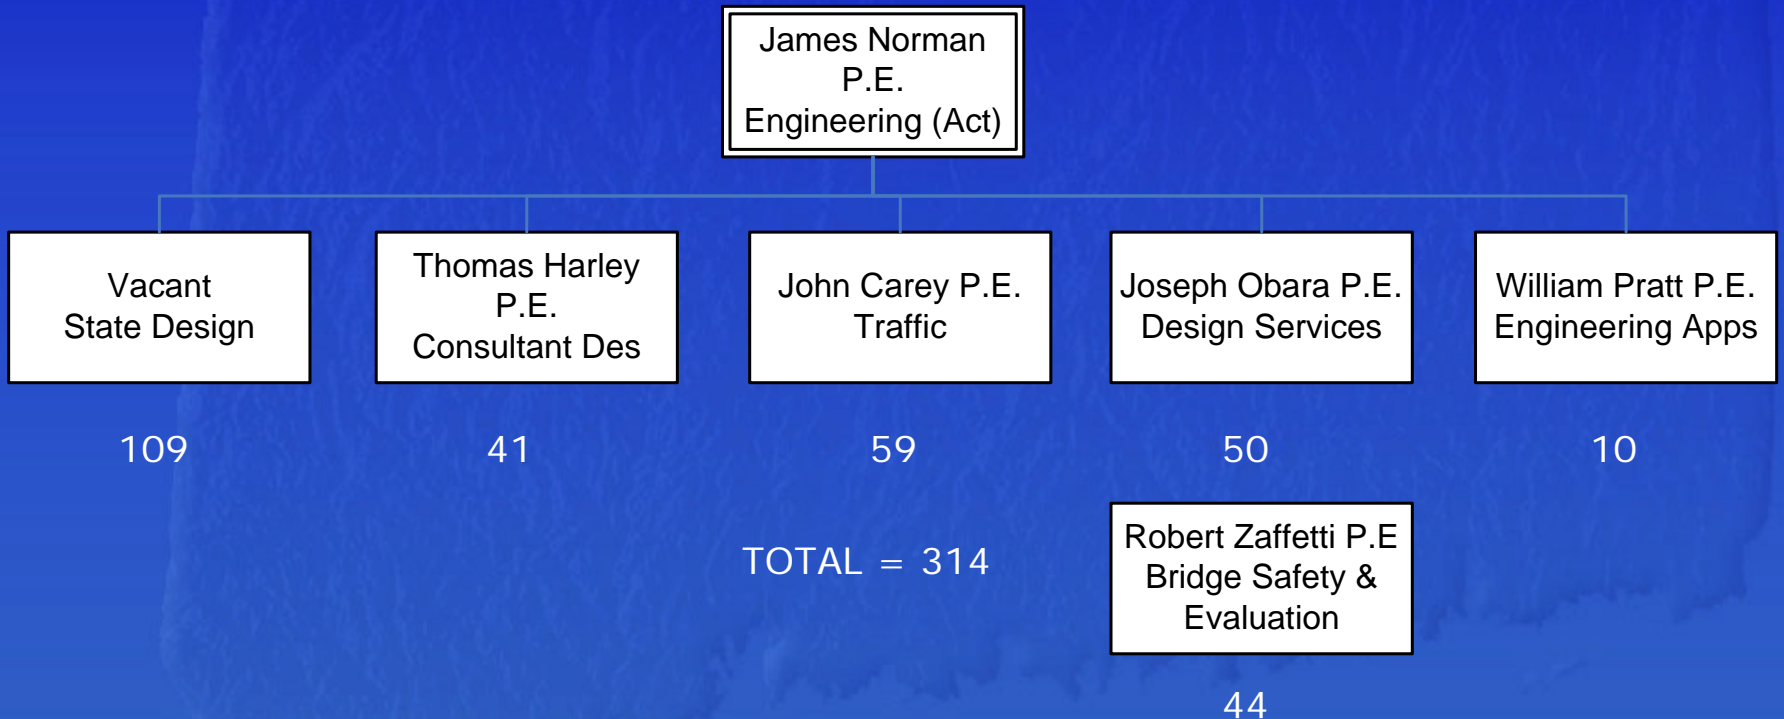 James Norman
P.E.
Engineering (Act)
Vacant
State Design
Thomas Harley
P.E.
Consultant Des
John Carey P.E.
Traffic
Joseph Obara P.E.
Design Services
William Pratt P.E.
Engineering Apps
109
41
59
50
10
TOTAL = 314
Robert Zaffetti P.E
Bridge Safety &
Evaluation
44